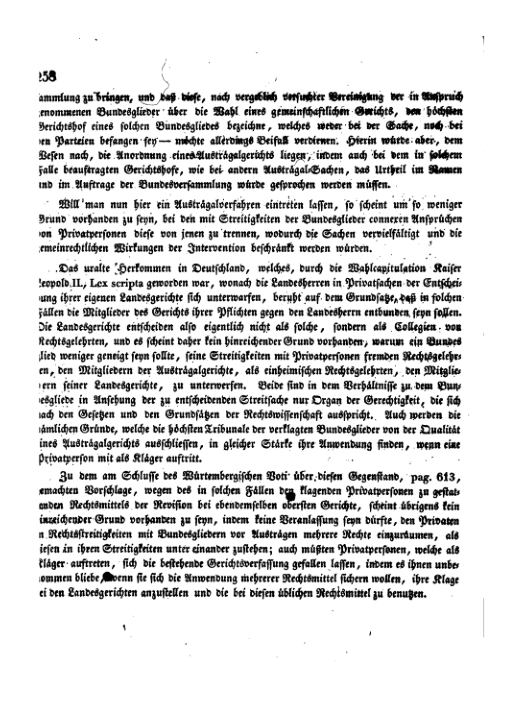 258
ammlung zu bringen, und daß diese, nach vergeblich versuchter Vereinigung der in Anspruch
enommenen Bundesglieder über die Wahl eines gemeinschaftlichen Gerichts, den höchsten
Gerichtshof eines solchen Bundesgliedes bezeichne, welches weder bei der Sache, noch bei
en Parteien befangen sey — möchte allerdings Beifall verdienen. Hierin würde aber, dem
Wesen nach, die Anordnung eines Austrägalgerichts liegen, indem auch bei dem in solchem
Falle beauftragten Gerichtshofe, wie bei andern Austrägal-Sachen, das Urtheil im Namen
und im Auftrage der Bundesversammlung würde gesprochen werden müssen.
Will man nun hier ein Austrägalverfahren eintreten lassen, so scheint um so weniger
Grund vorhanden zu seyn, bei den mit Streitigkeiten der Bundesglieder connexen Ansprüchen
von Privatpersonen diese von jenen zu trennen, wodurch die Sachen vervielfältigt und die
gemeinrechtlichen Wirkungen der Intervention beschränkt werden würden.
Das uralte Herkommen in Deutschland, welches, durch die Wahlcapitulation Kaiser
Leopold II., Lex scripta geworden war, wonach die Landesherren in Privatsachen der Entschei-
dung ihrer eigenen Landesgerichte sich unterwarfen, beruht auf dem Grundsatze, daß in solchen
Fällen die Mitglieder des Gerichts ihrer Pflichten gegen den Landesherren entbunden seyn sollen.
Die Landesgerichte entscheiden also eigentlich nicht als solche, sondern als Collegien von
Rechtsgelehrten, und es scheint daher kein hinreichender Grund vorhanden, warum ein Bundes
glied weniger geneigt seyn sollte, seine Streitigkeiten mit Privatpersonen fremden Rechtsgelehr-
en, den Mitgliedern der Austrägalgerichte, als einheimischen Rechtsgelehrten, den Mitglie-
ern seiner Landesgerichte, zu unterwerfen. Beide sind in dem Verhältnisse zu dem Bun-
desgliede in Ansehung der zu entscheidenden Streitsache nur Organ der Gerechtigkeit, die sich
nach den Gesetzen und den Grundsätzen der Rechtswissenschaft ausspricht. Auch werden die
nämlichen Gründe, welche die höchsten Tribunale der verklagten Bundesglieder von der Qualität
eines Austrägalgerichts ausschliessen, in gleicher Stärke ihre Anwendung finden, wenn eine
Privatperson mit als Kläger auftritt.
Zu dem am Schlusse des Würtembergischen Voti über diesen Gegenstand, pag. 613,
gemachten Vorschlage, wegen des in solchen Fällen den klagenden Privatpersonen zu gestat-
enden Rechtsmittels der Revision bei ebendemselben obersten Gerichte, scheint übrigens kein
hinreichender Grund vorhanden zu seyn, indem keine Veranlassung seyn dürfte, den Privaten
in Rechtsstreitigkeiten mit Bundesgliedern vor Austrägen mehrere Rechte einzuräumen, als
diesen in ihren Streitigkeiten unter einander zustehen; auch müßten Privatpersonen, welche als
Kläger auftreten, sich die bestehende Gerichtsverfassung gefallen lassen, indem es ihnen unbe-
nommen bliebe, wenn sie sich die Anwendung mehrerer Rechtsmittel sichern wollen, ihre Klage
bei den Landesgerichten anzustellen und die bei diesen üblichen Rechtsmittel zu benutzen.